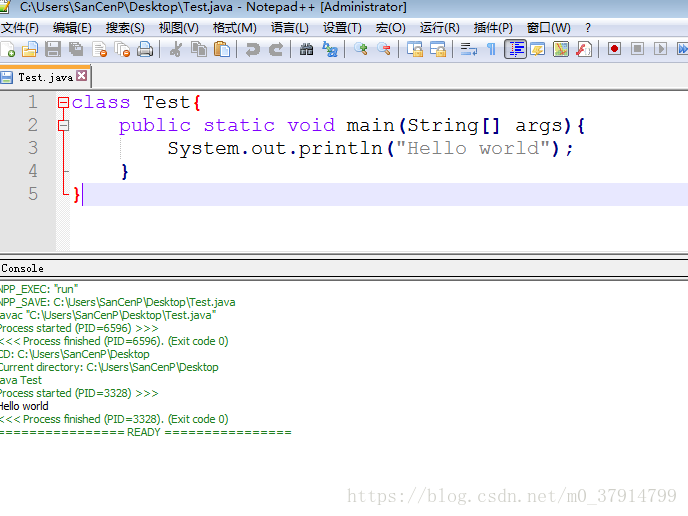 C:\Users\SanCenP\Desktop\Test.java - Notepad++ [Administrator]
文件(F) 编辑(E) 搜索(S) 视图(V) 格式(M) 语言(L) 设置(T) 宏(O) 运行(R) 插件(P) 窗口(W) ?
Test.java
1 class Test{
2 public static void main(String[] args){
3 System.out.println("Hello world");
4 }
5 }
Console
NPP_EXEC: "run"
NPP_SAVE: C:\Users\SanCenP\Desktop\Test.java
javac "C:\Users\SanCenP\Desktop\Test.java"
Process started (PID=6596) >>>
<<< Process finished (PID=6596). (Exit code 0)
CD: C:\Users\SanCenP\Desktop
Current directory: C:\Users\SanCenP\Desktop
java Test
Process started (PID=3328) >>>
Hello world
<<< Process finished (PID=3328). (Exit code 0)
================ READY ================
https://blog.csdn.net/m0_37914799